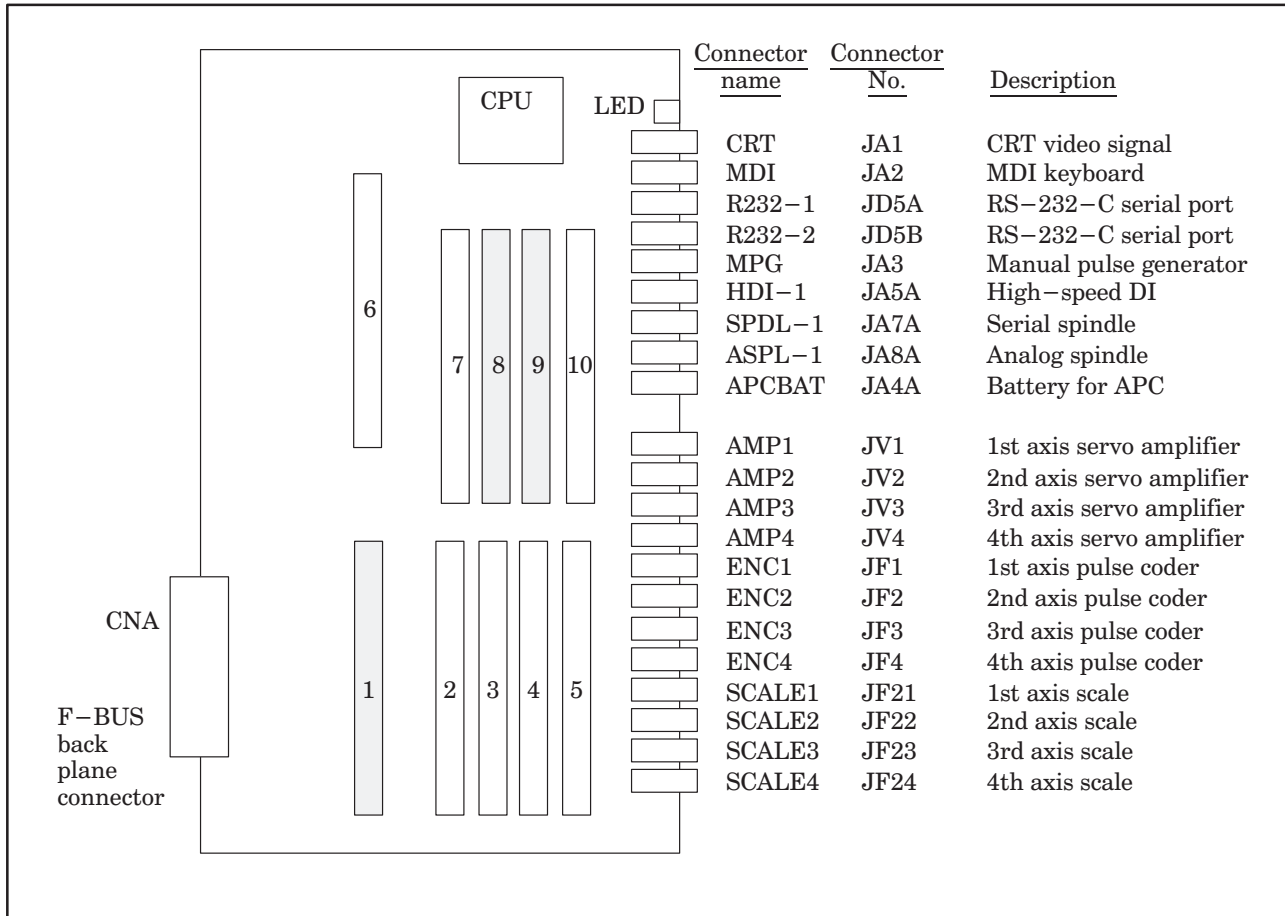 Connector name Connector No. Description
CPU
LED
CRT JA1 CRT video signal
MDI JA2 MDI keyboard
R232−1 JD5A RS−232−C serial port
R232−2 JD5B RS−232−C serial port
MPG JA3 Manual pulse generator
HDI−1 JA5A High−speed DI
SPDL−1 JA7A Serial spindle
ASPL−1 JA8A Analog spindle
APCBAT JA4A Battery for APC
6
7 8 9 10
AMP1 JV1 1st axis servo amplifier
AMP2 JV2 2nd axis servo amplifier
AMP3 JV3 3rd axis servo amplifier
AMP4 JV4 4th axis servo amplifier
ENC1 JF1 1st axis pulse coder
ENC2 JF2 2nd axis pulse coder
ENC3 JF3 3rd axis pulse coder
ENC4 JF4 4th axis pulse coder
SCALE1 JF21 1st axis scale
SCALE2 JF22 2nd axis scale
SCALE3 JF23 3rd axis scale
SCALE4 JF24 4th axis scale
CNA
1 2 3 4 5
F−BUS
back
plane
connector